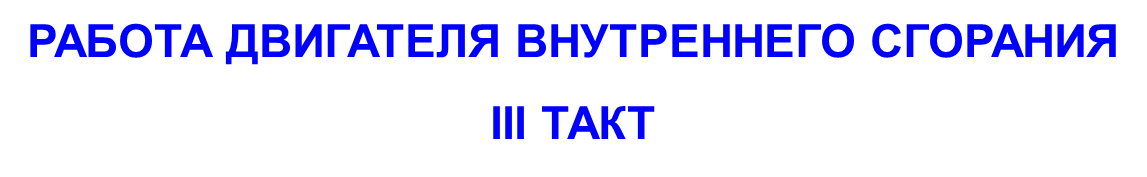 РАБОТА ДВИГАТЕЛЯ ВНУТРЕННЕГО СГОРАНИЯ
III ТАКТ